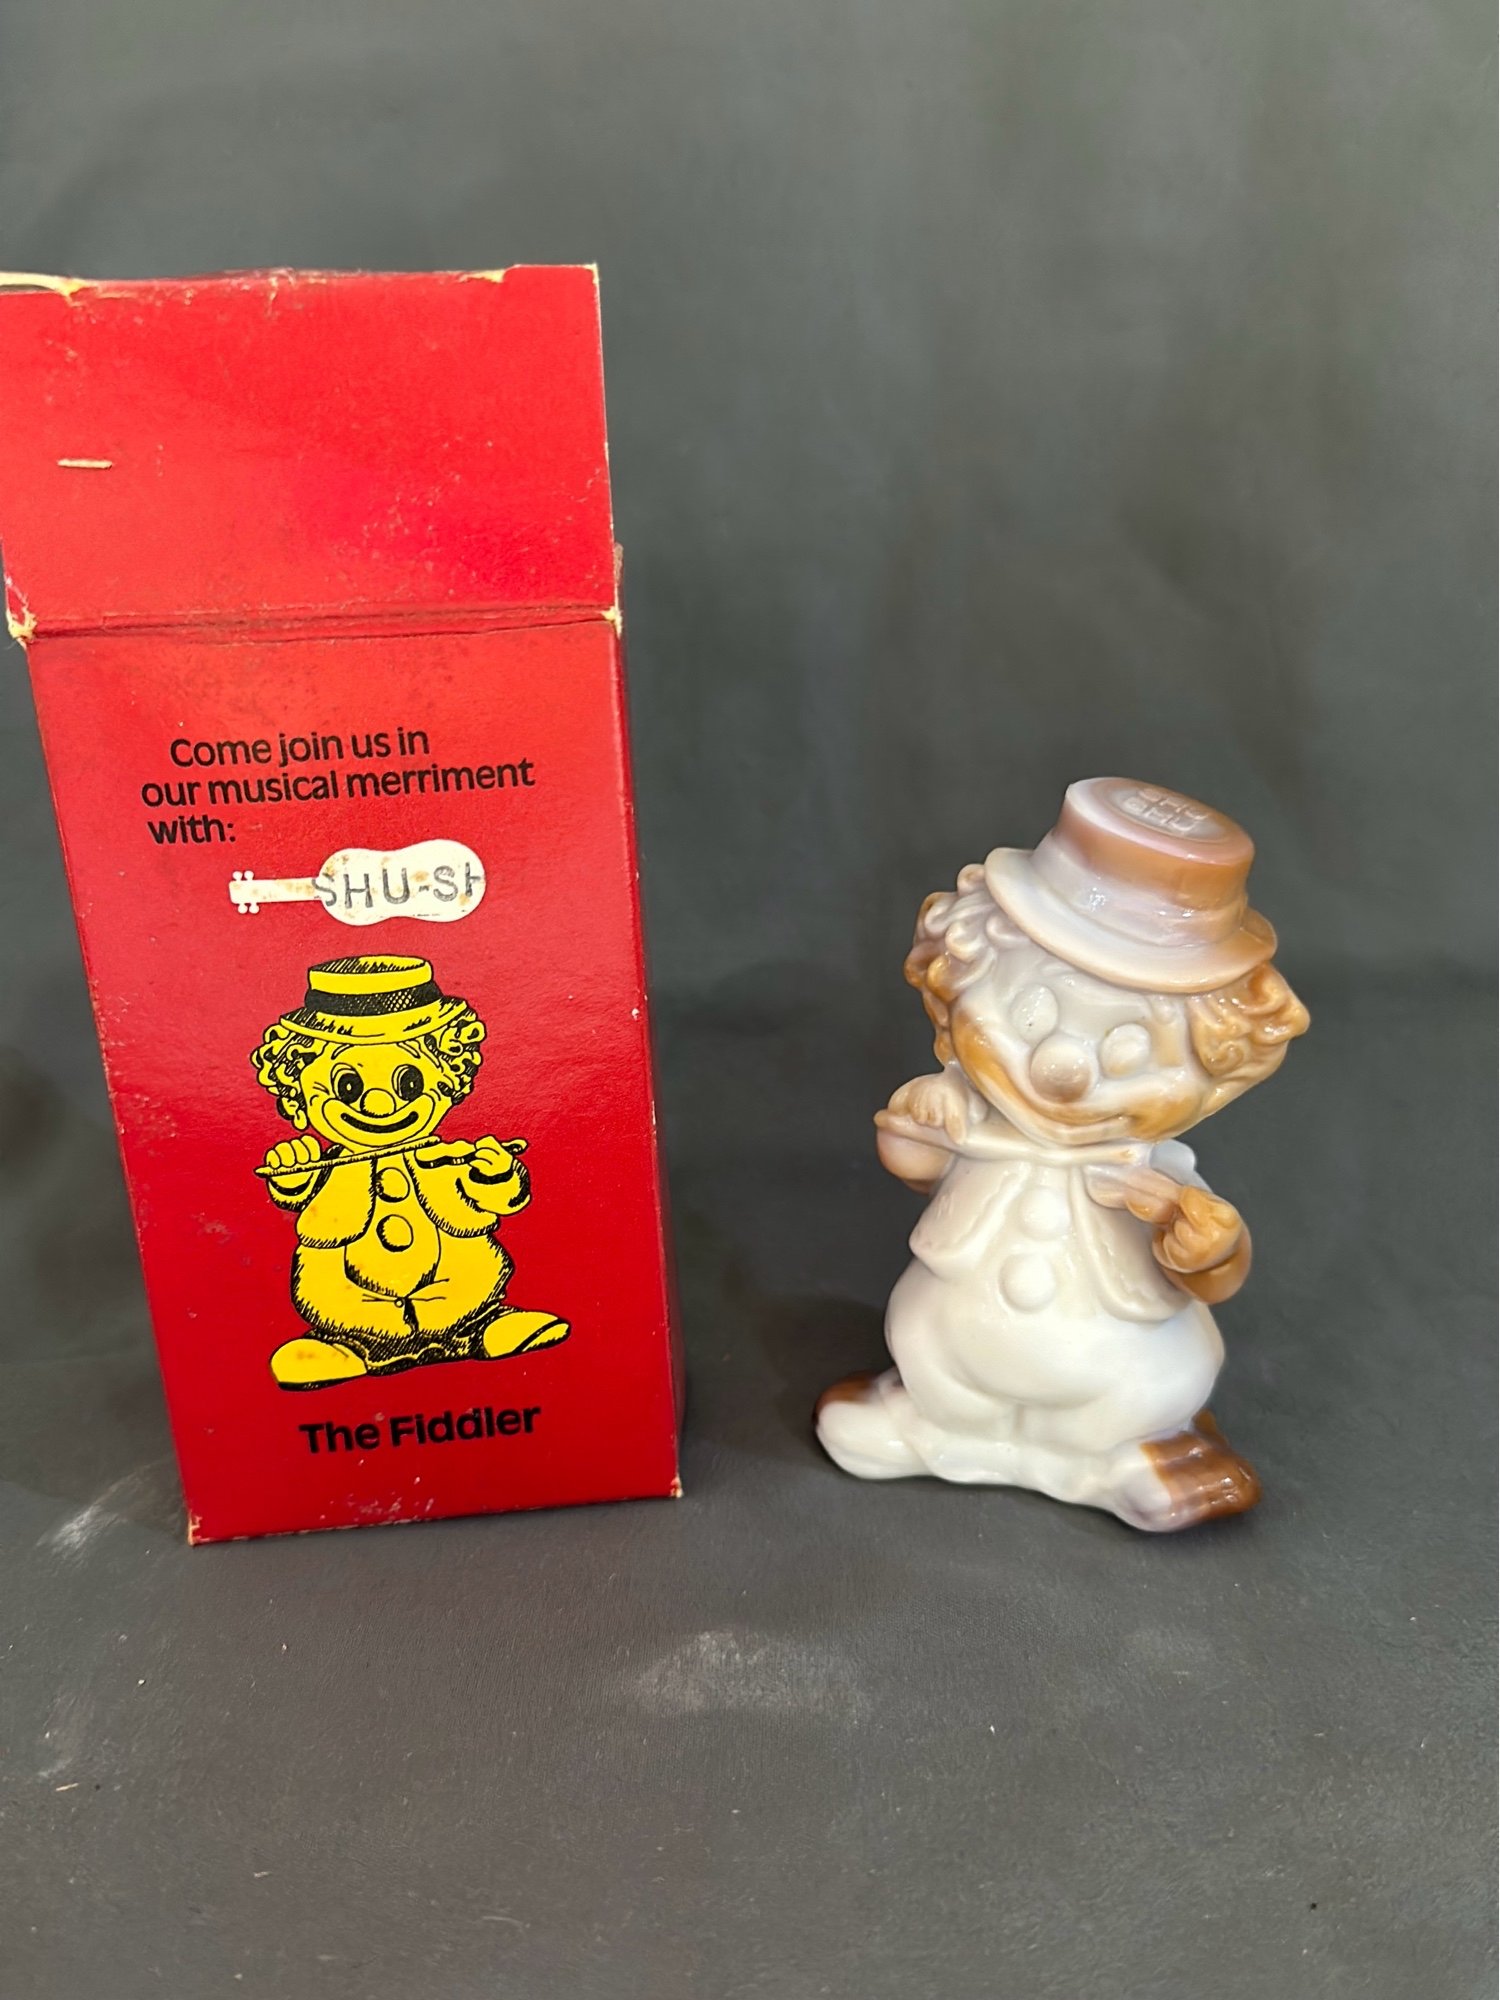 Come join us in
our musical merriment
with:
SHU-SH
The Fiddler